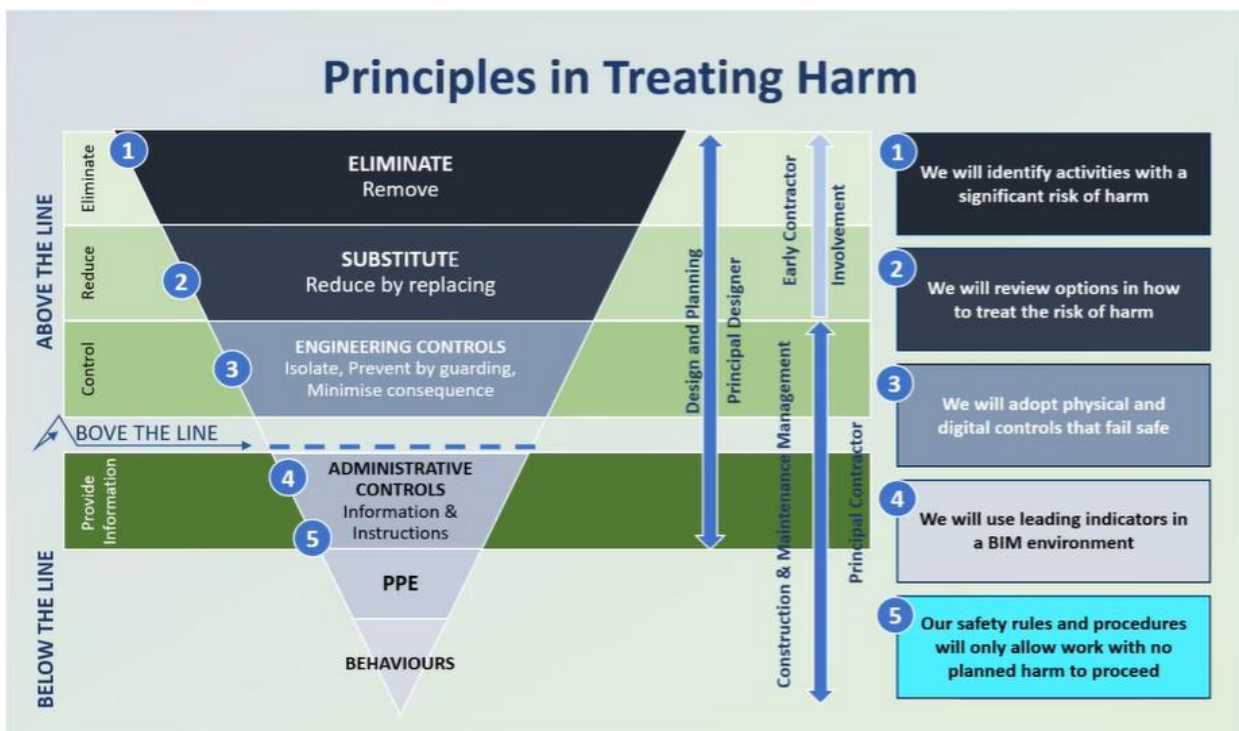 Principles in Treating Harm
ABOVE THE LINE
Eliminate
Reduce
Control
1
ELIMINATE
Remove
2
SUBSTITUTE
Reduce by replacing
3
ENGINEERING CONTROLS
Isolate, Prevent by guarding,
Minimise consequence
BOVE THE LINE
BELOW THE LINE
Provide
Information
4
ADMINISTRATIVE
CONTROLS
Information &
Instructions
5
PPE
BEHAVIOURS
Design and Planning
Principal Designer
Early Contractor
Involvement
Construction & Maintenance Management
Principal Contractor
1
We will identify activities with a
significant risk of harm
2
We will review options in how
to treat the risk of harm
3
We will adopt physical and
digital controls that fail safe
4
We will use leading indicators in
a BIM environment
5
Our safety rules and procedures
will only allow work with no
planned harm to proceed